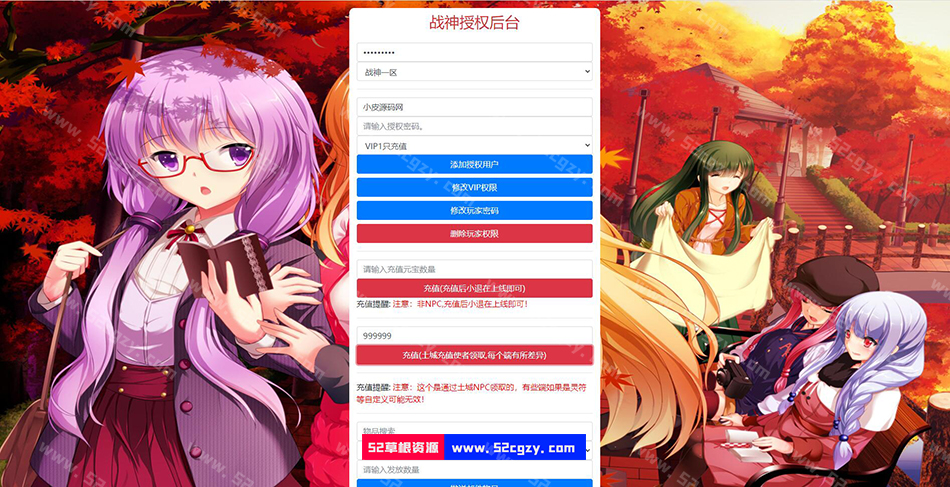 战神授权后台
•••••••••
战神一区
小皮源码网
请输入授权密码。
VIP1只充值
添加授权用户
修改VIP权限
修改玩家密码
删除玩家权限
请输入充值元宝数量
充值(充值后小退在上线即可)
充值提醒: 注意：非NPC,充值后小退在上线即可!
999999
充值(土城充值使者领取,每个端有所差异)
充值提醒: 注意：这个是通过土城NPC领取的，有些端如果是灵符
等自定义可能无效！
物品搜索
52草根资源 www.52cgzy.com
请输入发放数量
www.52cgzy.com